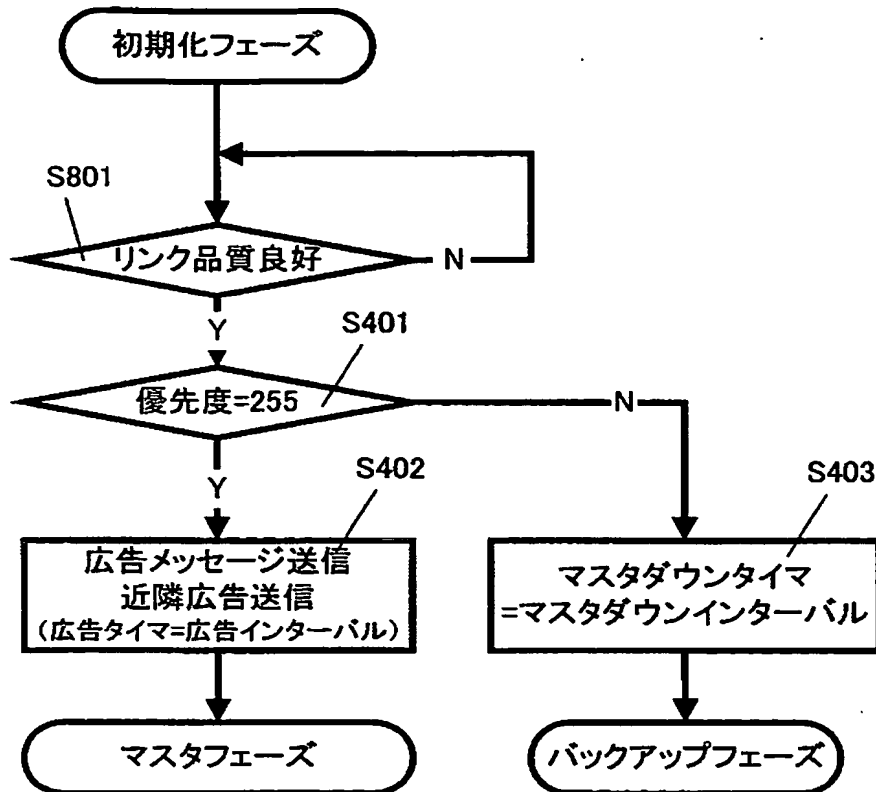 初期化フェーズ
S801
リンク品質良好
N
Y
S401
優先度=255
N
Y
S402
広告メッセージ送信
近隣広告送信
(広告タイマ=広告インターバル)
S403
マスタダウンタイマ
=マスタダウンインターバル
マスタフェーズ
バックアップフェーズ